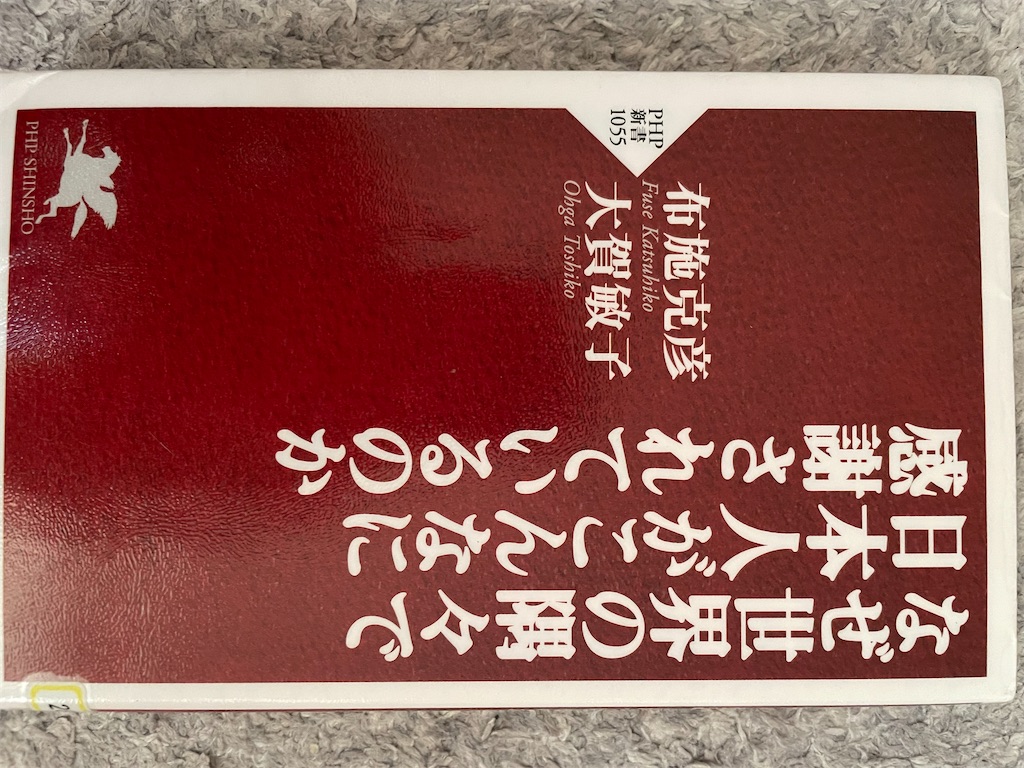 なぜ世界の隅々で
日本人がこんなに
感謝されているのか
布施克彦
Fuse Katsuhiko
大賀敏子
Ohga Toshiko
PHP
新書
1055
PHP SHINSHO
2